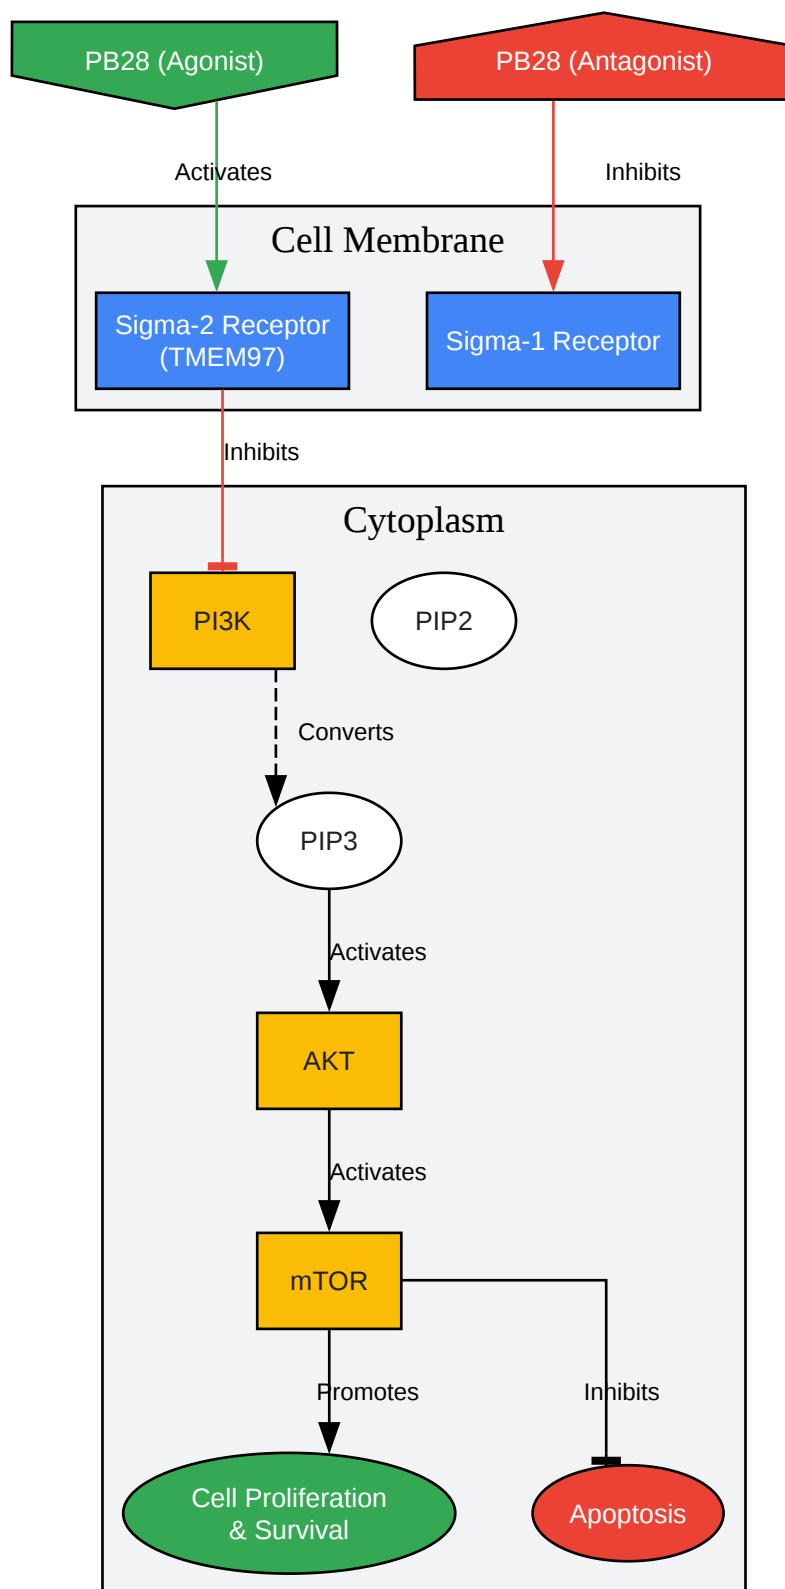 PB28 (Agonist)
PB28 (Antagonist)
Activates
Inhibits
Cell Membrane
Sigma-2 Receptor
(TMEM97)
Sigma-1 Receptor
Inhibits
Cytoplasm
PI3K
PIP2
Converts
PIP3
Activates
AKT
Activates
mTOR
Promotes
Inhibits
Cell Proliferation
& Survival
Apoptosis